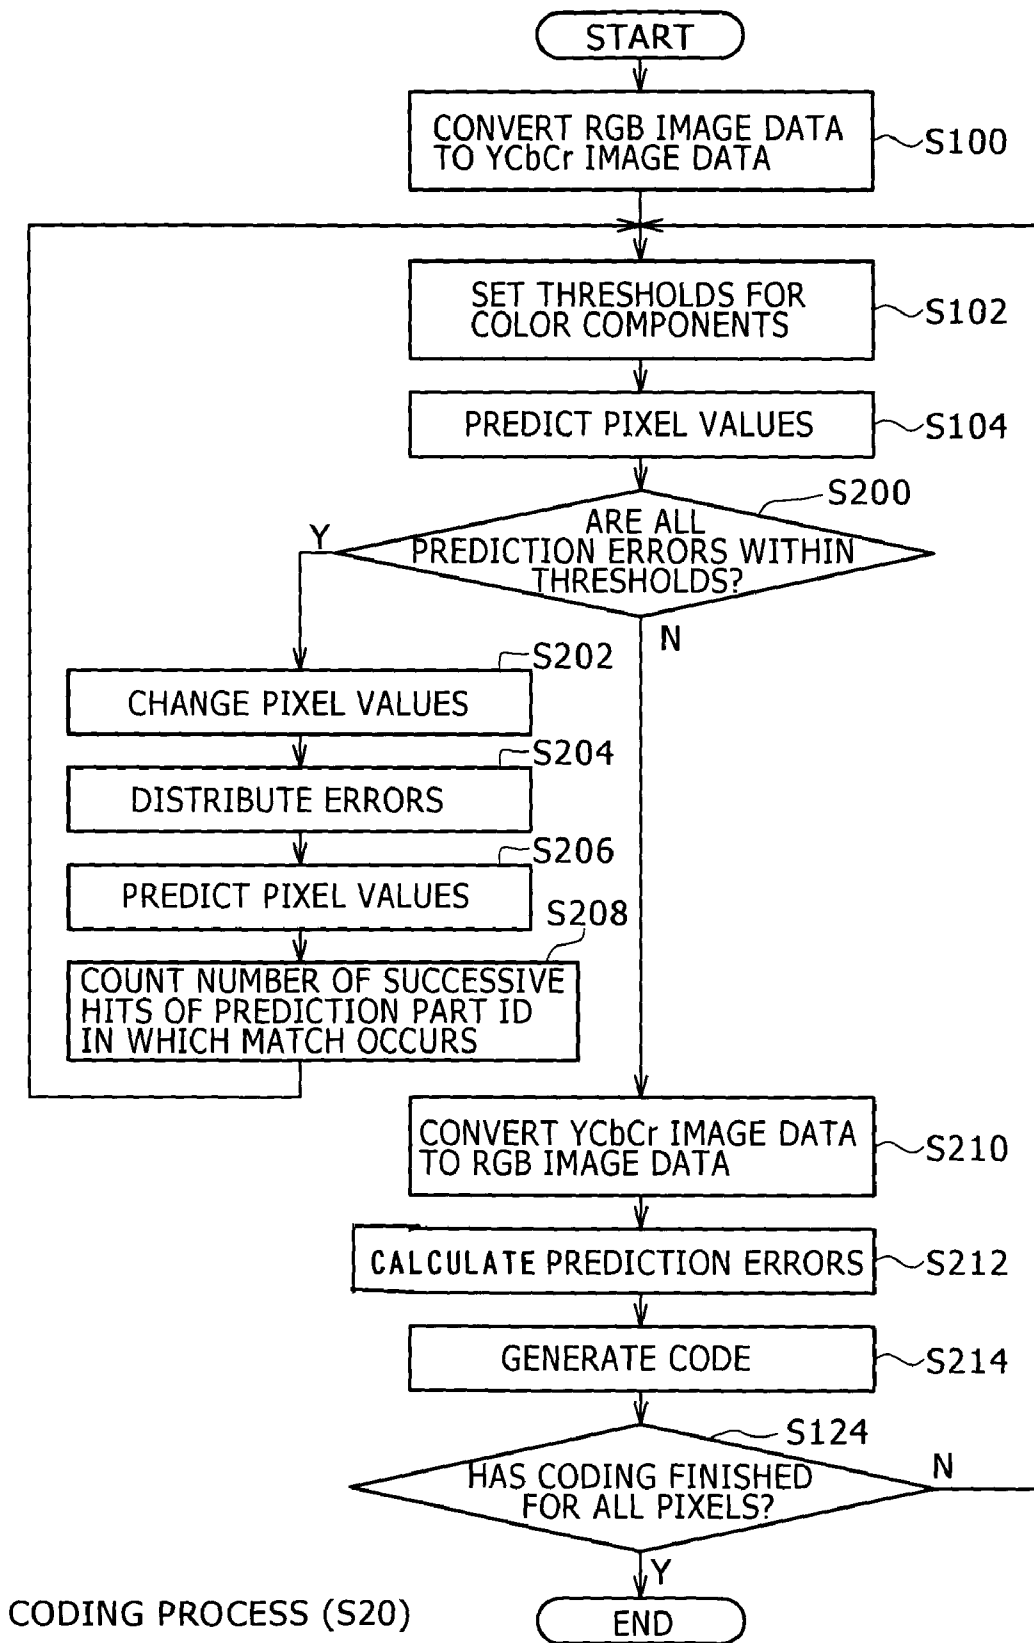 START
CONVERT RGB IMAGE DATA
TO YCbCr IMAGE DATA
S100
SET THRESHOLDS FOR
COLOR COMPONENTS
S102
PREDICT PIXEL VALUES
S104
S200
ARE ALL
PREDICTION ERRORS WITHIN
THRESHOLDS?
Y
N
S202
CHANGE PIXEL VALUES
S204
DISTRIBUTE ERRORS
S206
PREDICT PIXEL VALUES
S208
COUNT NUMBER OF SUCCESSIVE
HITS OF PREDICTION PART ID
IN WHICH MATCH OCCURS
CONVERT YCbCr IMAGE DATA
TO RGB IMAGE DATA
S210
CALCULATE PREDICTION ERRORS
S212
GENERATE CODE
S214
S124
HAS CODING FINISHED
FOR ALL PIXELS?
N
Y
END
CODING PROCESS (S20)